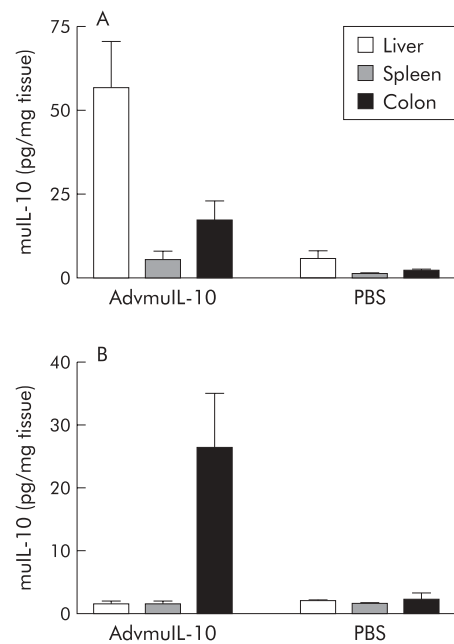 A
75
50
25
0
muIL-10 (pg/mg tissue)
Liver
Spleen
Colon
AdvmuIL-10
PBS
B
40
30
20
10
0
muIL-10 (pg/mg tissue)
AdvmuIL-10
PBS